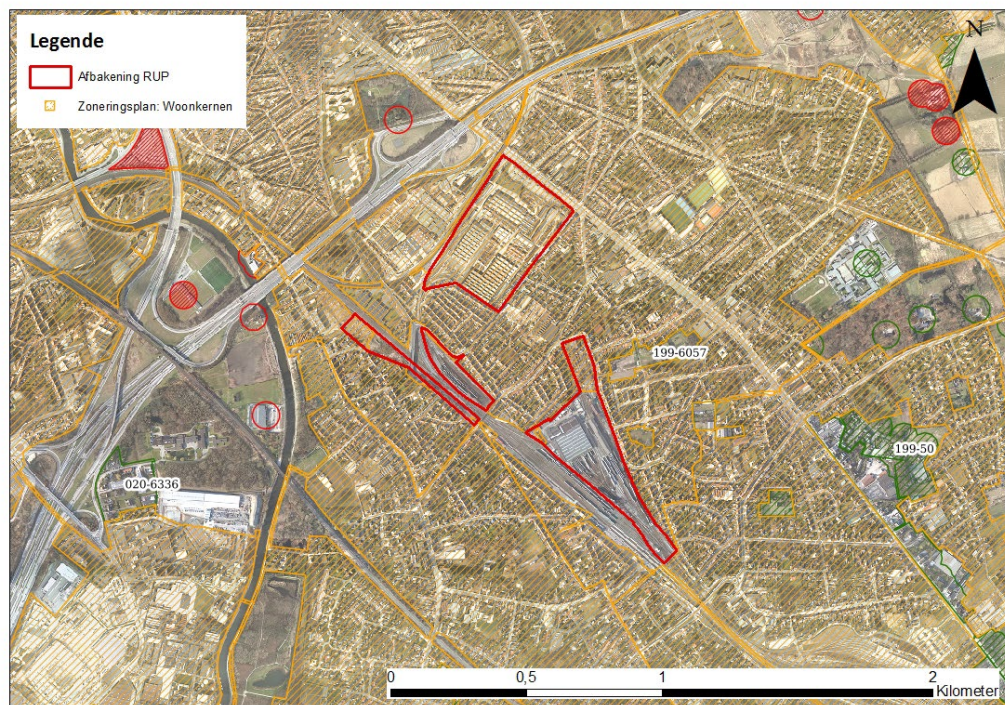 Legende
Afbakening RUP
Zoneringsplan: Woonkernen
N
199-6057
199-50
020-6336
0 0,5 1 2
Kilometer